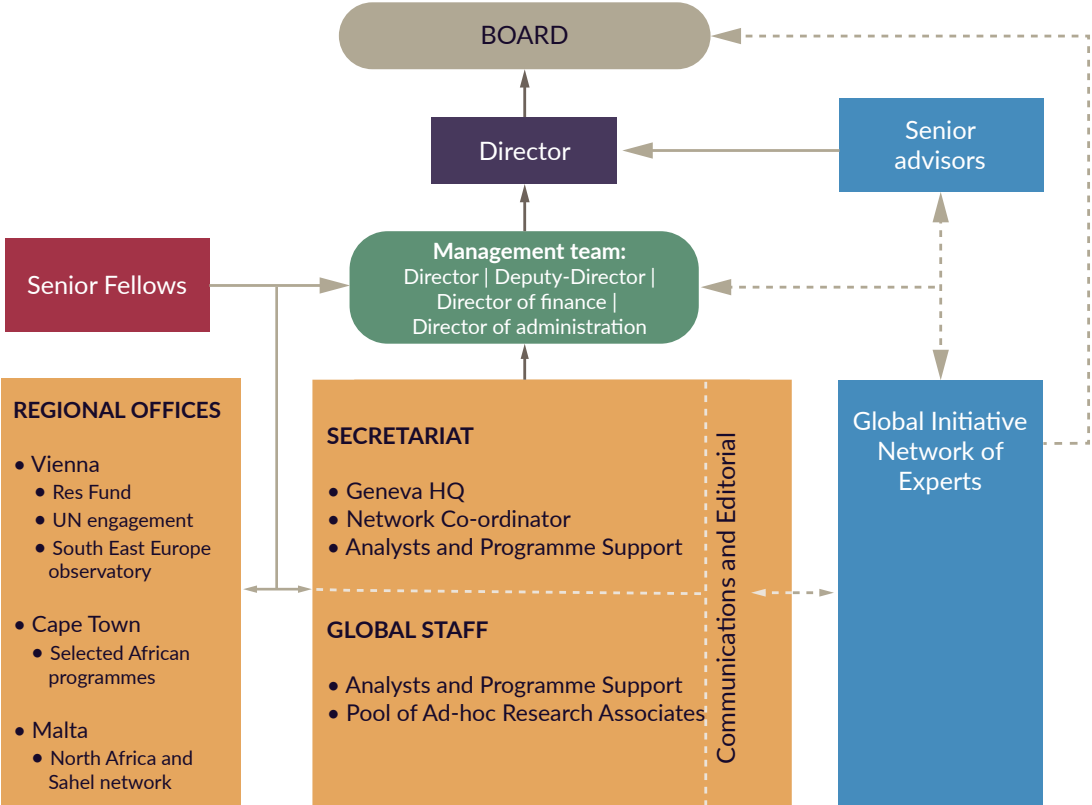 BOARD
Director
Senior
advisors
Management team:
Director | Deputy-Director |
Director of finance |
Director of administration
Senior Fellows
REGIONAL OFFICES
• Vienna
• Res Fund
• UN engagement
• South East Europe
observatory
• Cape Town
• Selected African
programmes
• Malta
• North Africa and
Sahel network
SECRETARIAT
• Geneva HQ
• Network Co-ordinator
• Analysts and Programme Support
GLOBAL STAFF
• Analysts and Programme Support
• Pool of Ad-hoc Research Associates
Communications and Editorial
Global Initiative
Network of
Experts